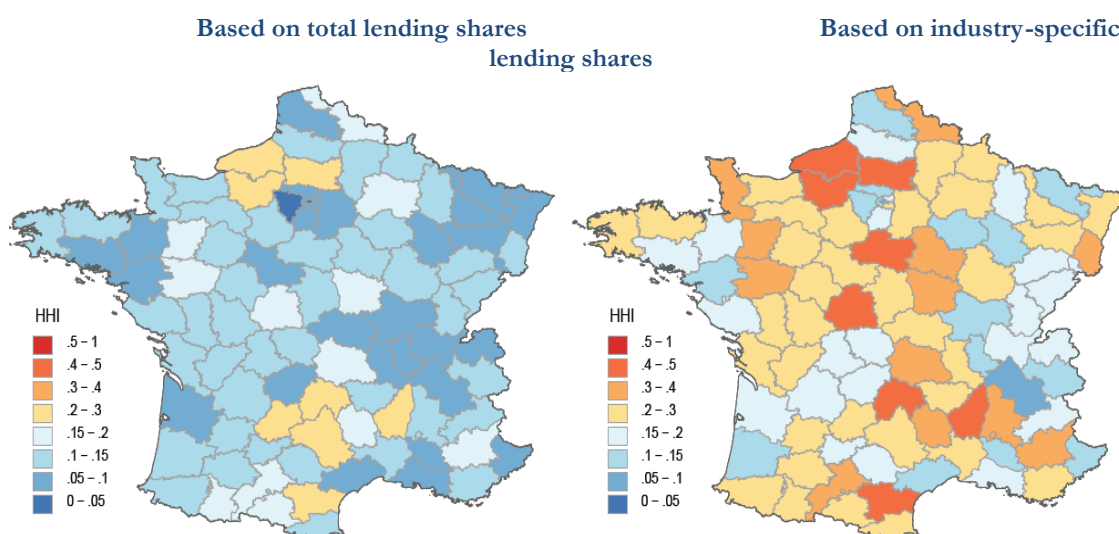 Based on total lending shares Based on industry-specific
lending shares
HHI
.5 – 1
.4 – .5
.3 – .4
.2 – .3
.15 – .2
.1 – .15
.05 – .1
0 – .05
HHI
.5 – 1
.4 – .5
.3 – .4
.2 – .3
.15 – .2
.1 – .15
.05 – .1
0 – .05